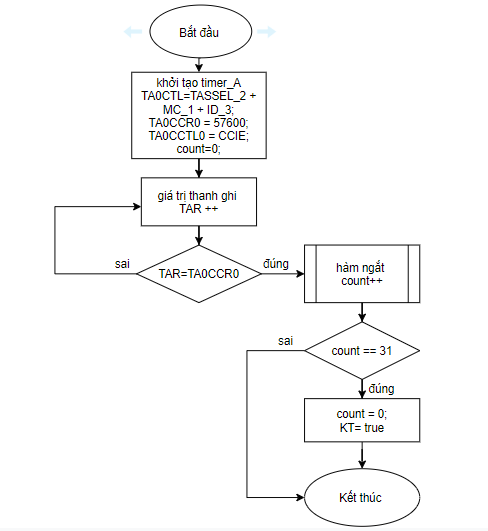 Bắt đầu
khởi tạo timer_A
TA0CTL=TASSEL_2 +
MC_1 + ID_3;
TA0CCR0 = 57600;
TA0CCTL0 = CCIE;
count=0;
giá trị thanh ghi
TAR ++
sai
TAR=TA0CCR0
đúng
hàm ngắt
count++
sai
count == 31
đúng
count = 0;
KT= true
Kết thúc